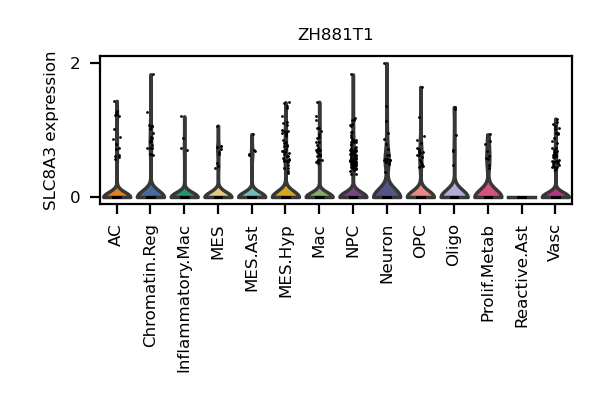 ZH881T1
SLC8A3 expression
2
0
AC
Chromatin.Reg
Inflammatory.Mac
MES
MES.Ast
MES.Hyp
Mac
NPC
Neuron
OPC
Oligo
Prolif.Metab
Reactive.Ast
Vasc